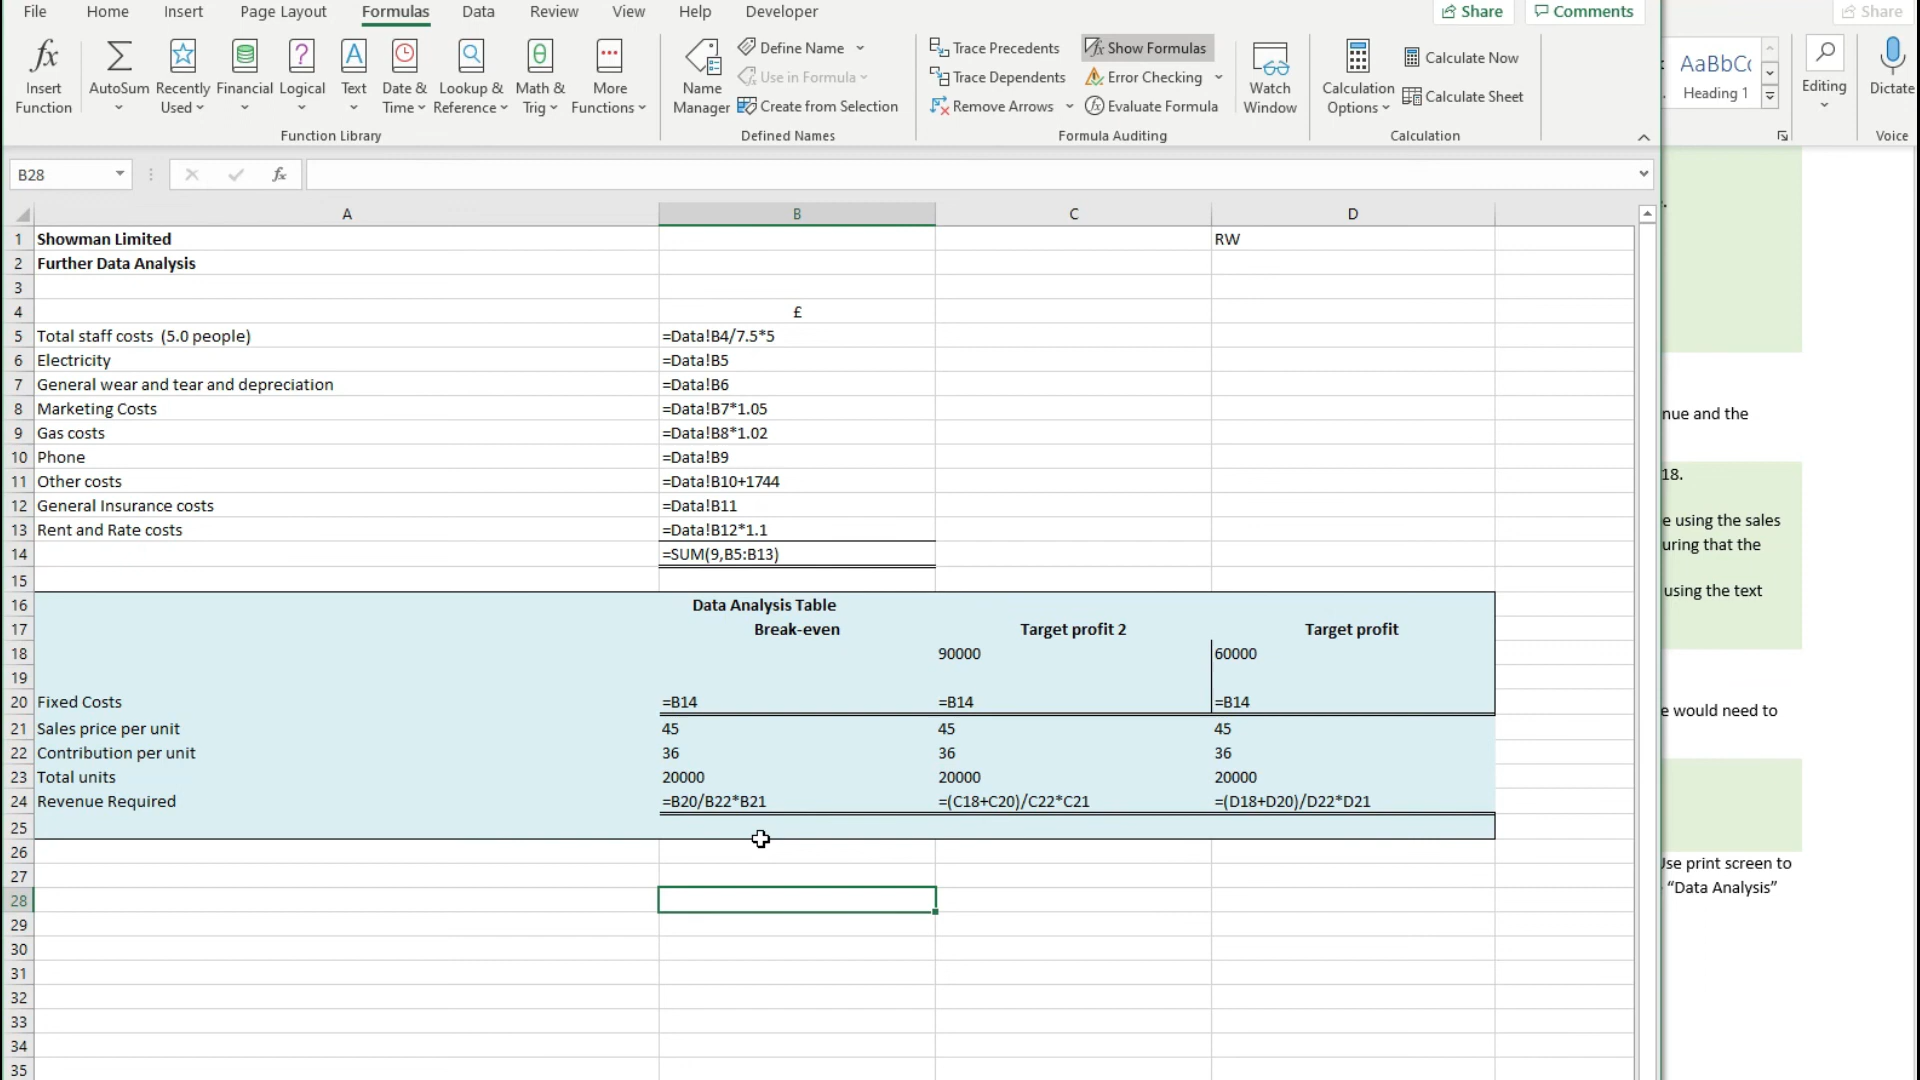 File Home Insert Page Layout Formulas Data Review View Help Developer Share Comments Share
Insert Function AutoSum Recently Used Financial Logical Text Date & Time Lookup & Reference Math & Trig More Functions
Function Library
Name Manager Define Name Use in Formula Create from Selection
Defined Names
Trace Precedents Show Formulas
Trace Dependents Error Checking
Remove Arrows Evaluate Formula
Formula Auditing
Watch Window
Calculation Options Calculate Now Calculate Sheet
Calculation
Heading 1
Editing
Dictate
Voice
B28 fx
A B C D
1 Showman Limited RW
2 Further Data Analysis
3
4 £
5 Total staff costs (5.0 people) =Data!B4/7.5*5
6 Electricity =Data!B5
7 General wear and tear and depreciation =Data!B6
8 Marketing Costs =Data!B7*1.05
9 Gas costs =Data!B8*1.02
10 Phone =Data!B9
11 Other costs =Data!B10+1744
12 General Insurance costs =Data!B11
13 Rent and Rate costs =Data!B12*1.1
14 =SUM(9,B5:B13)
15
16 Data Analysis Table
17 Break-even Target profit 2 Target profit
18 90000 60000
19
20 Fixed Costs =B14 =B14 =B14
21 Sales price per unit 45 45 45
22 Contribution per unit 36 36 36
23 Total units 20000 20000 20000
24 Revenue Required =B20/B22*B21 =(C18+C20)/C22*C21 =(D18+D20)/D22*D21
25
26
27
28
29
30
31
32
33
34
35
nue and the
18.
e using the sales
uring that the
using the text
e would need to
Use print screen to
“Data Analysis”